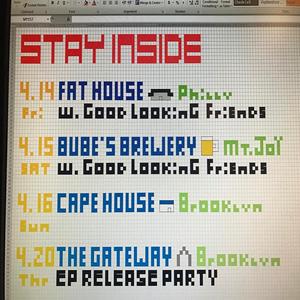 STAY INSIDE
4.14 FAT HOUSE Philly
Fri W. Good Looking Friends
4.15 BUBE'S BREWERY MT.JOY
SAT W. Good Looking Friends
4.16 CAPE HOUSE Brooklyn
Sun
4.20 THE GATEWAY Brooklyn
Thr EP RELEASE PARTY